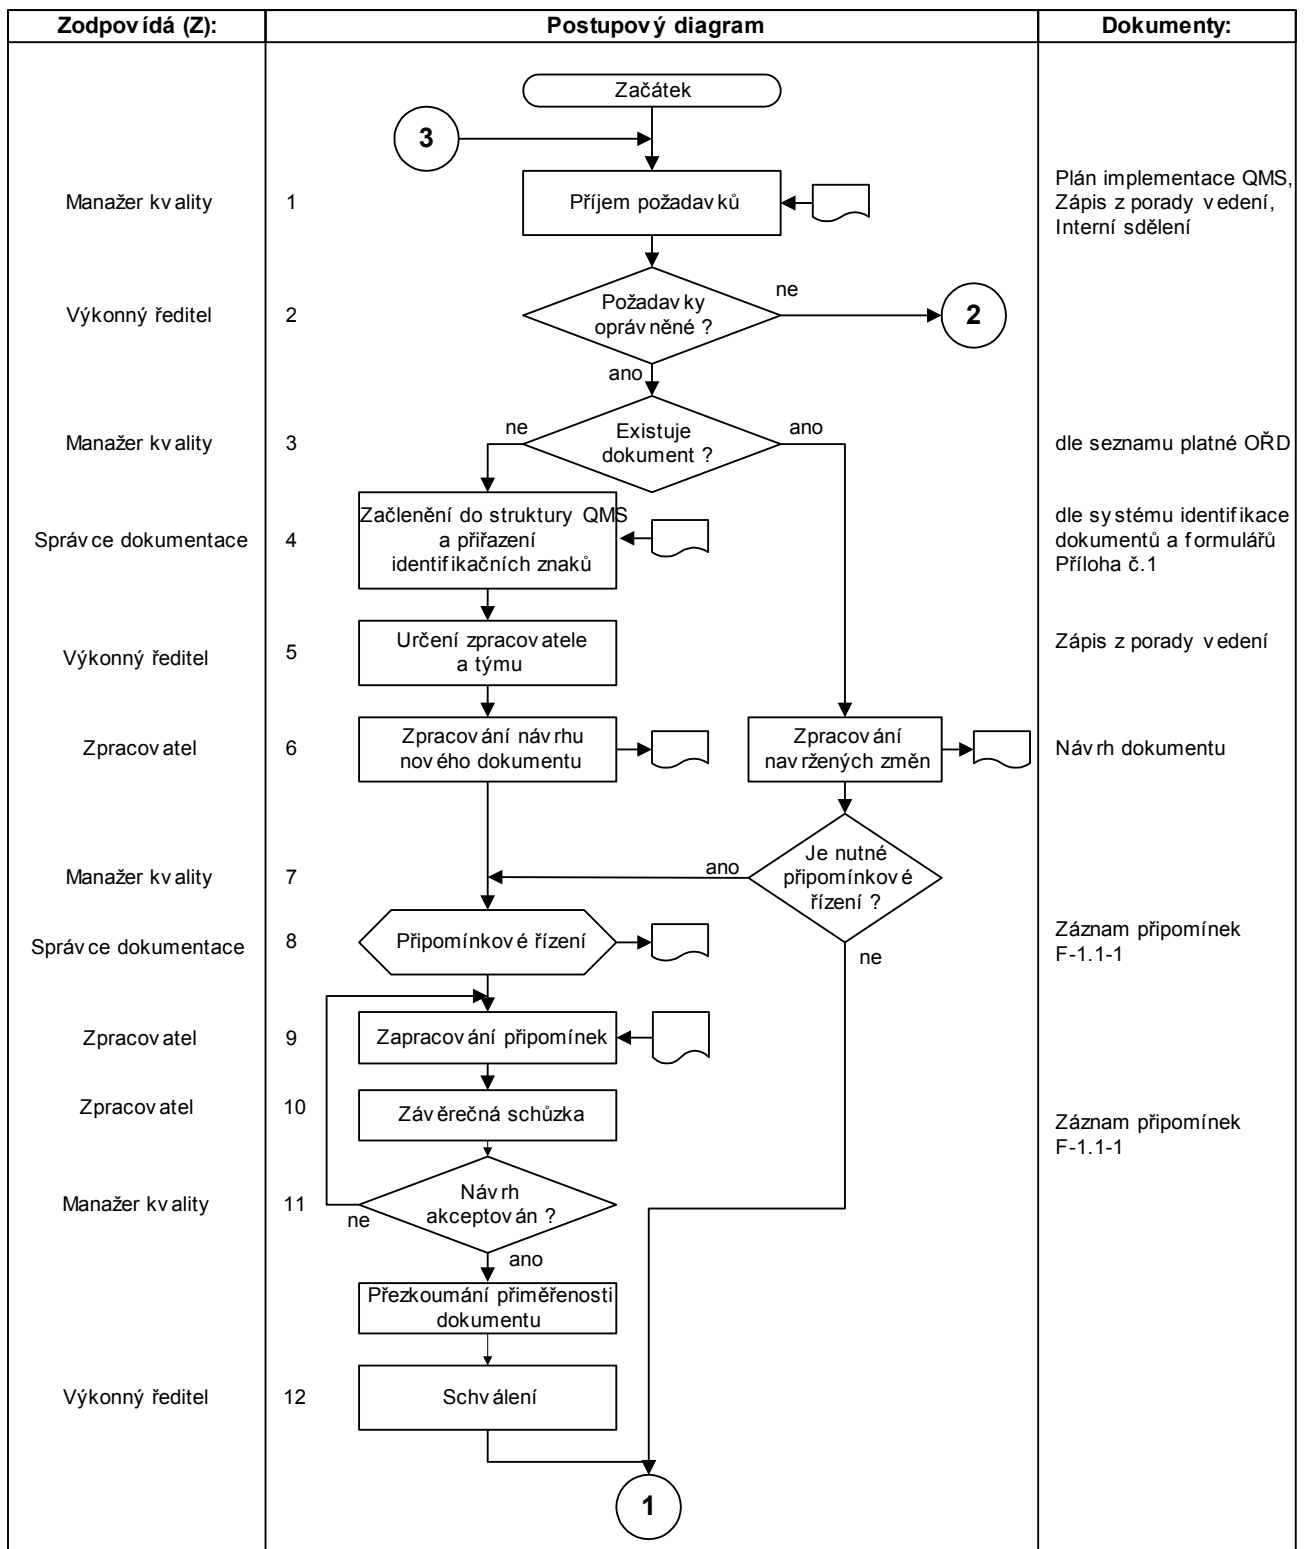 Zodpovídá (Z):
Postupový diagram
Dokumenty:
Začátek
3
Manažer kvality
1
Příjem požadavků
Plán implementace QMS,
Zápis z porady vedení,
Interní sdělení
Výkonný ředitel
2
Požadavky
oprávněné ?
ne
2
ano
Manažer kvality
3
ne
Existuje
dokument ?
ano
dle seznamu platné OŘD
Správce dokumentace
4
Začlenění do struktury QMS
a přiřazení
identifikačních znaků
dle systému identifikace
dokumentů a formulářů
Příloha č.1
Výkonný ředitel
5
Určení zpracovatele
a týmu
Zápis z porady vedení
Zpracovatel
6
Zpracování návrhu
nového dokumentu
Zpracování
navržených změn
Návrh dokumentu
Manažer kvality
7
ano
Je nutné
připomínkové
řízení ?
ne
Správce dokumentace
8
Připomínkové řízení
Záznam připomínek
F-1.1-1
Zpracovatel
9
Zapracování připomínek
Zpracovatel
10
Závěrečná schůzka
Záznam připomínek
F-1.1-1
Manažer kvality
11
ne
Návrh
akceptován ?
ano
Přezkoumání přiměřenosti
dokumentu
Výkonný ředitel
12
Schválení
1